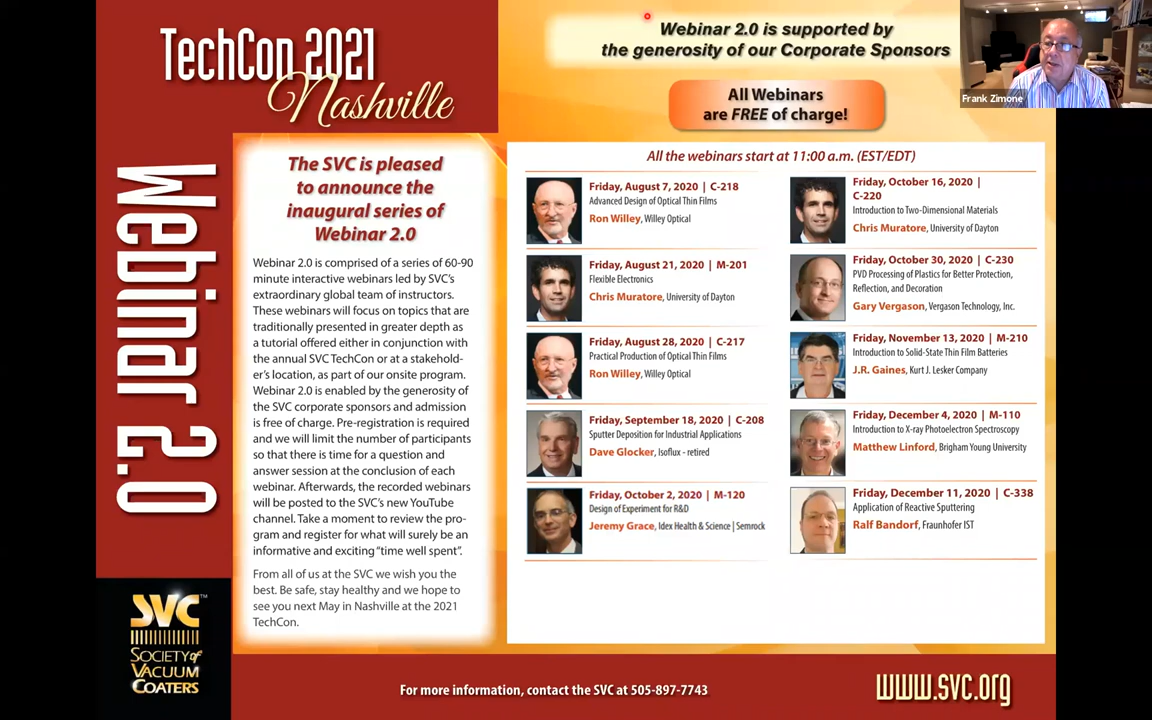 TechCon 2021
Nashville
Webinar 2.0
Webinar 2.0 is supported by
the generosity of our Corporate Sponsors
All Webinars
are FREE of charge!
Frank Zimone
The SVC is pleased
to announce the
inaugural series of
Webinar 2.0
Webinar 2.0 is comprised of a series of 60-90
minute interactive webinars led by SVC's
extraordinary global team of instructors.
These webinars will focus on topics that are
traditionally presented in greater depth as
a tutorial offered either in conjunction with
the annual SVC TechCon or at a stakehold-
er's location, as part of our onsite program.
Webinar 2.0 is enabled by the generosity of
the SVC corporate sponsors and admission
is free of charge. Pre-registration is required
and we will limit the number of participants
so that there is time for a question and
answer session at the conclusion of each
webinar. Afterwards, the recorded webinars
will be posted to the SVC's new YouTube
channel. Take a moment to review the pro-
gram and register for what will surely be an
informative and exciting "time well spent".
From all of us at the SVC we wish you the
best. Be safe, stay healthy and we hope to
see you next May in Nashville at the 2021
TechCon.
All the webinars start at 11:00 a.m. (EST/EDT)
Friday, August 7, 2020 | C-218
Advanced Design of Optical Thin Films
Ron Willey, Willey Optical
Friday, August 21, 2020 | M-201
Flexible Electronics
Chris Muratore, University of Dayton
Friday, August 28, 2020 | C-217
Practical Production of Optical Thin Films
Ron Willey, Willey Optical
Friday, September 18, 2020 | C-208
Sputter Deposition for Industrial Applications
Dave Glocker, Isoflux - retired
Friday, October 2, 2020 | M-120
Design of Experiment for R&D
Jeremy Grace, Idex Health & Science | Semrock
Friday, October 16, 2020 |
C-220
Introduction to Two-Dimensional Materials
Chris Muratore, University of Dayton
Friday, October 30, 2020 | C-230
PVD Processing of Plastics for Better Protection,
Reflection, and Decoration
Gary Vergason, Vergason Technology, Inc.
Friday, November 13, 2020 | M-210
Introduction to Solid-State Thin Film Batteries
J.R. Gaines, Kurt J. Lesker Company
Friday, December 4, 2020 | M-110
Introduction to X-ray Photoelectron Spectroscopy
Matthew Linford, Brigham Young University
Friday, December 11, 2020 | C-338
Application of Reactive Sputtering
Ralf Bandorf, Fraunhofer IST
SVC™
SOCIETY of
VACUUM
COATERS
For more information, contact the SVC at 505-897-7743
www.svc.org